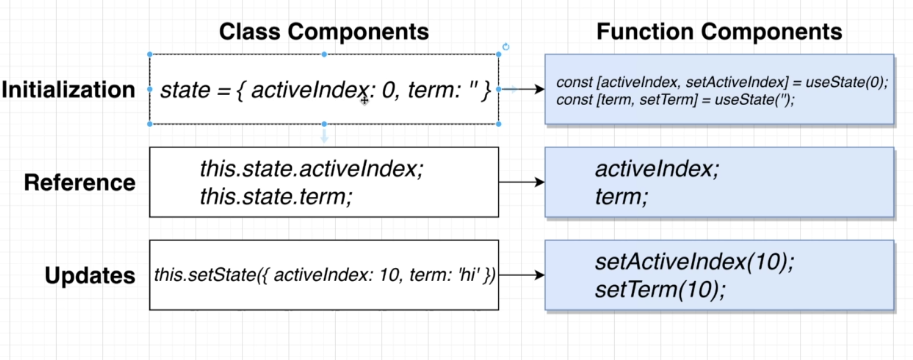 Class Components
Function Components
Initialization
state = { activeIndex: 0, term: '' }
const [activeIndex, setActiveIndex] = useState(0);
const [term, setTerm] = useState('');
Reference
this.state.activeIndex;
this.state.term;
activeIndex;
term;
Updates
this.setState({ activeIndex: 10, term: 'hi' })
setActiveIndex(10);
setTerm(10);